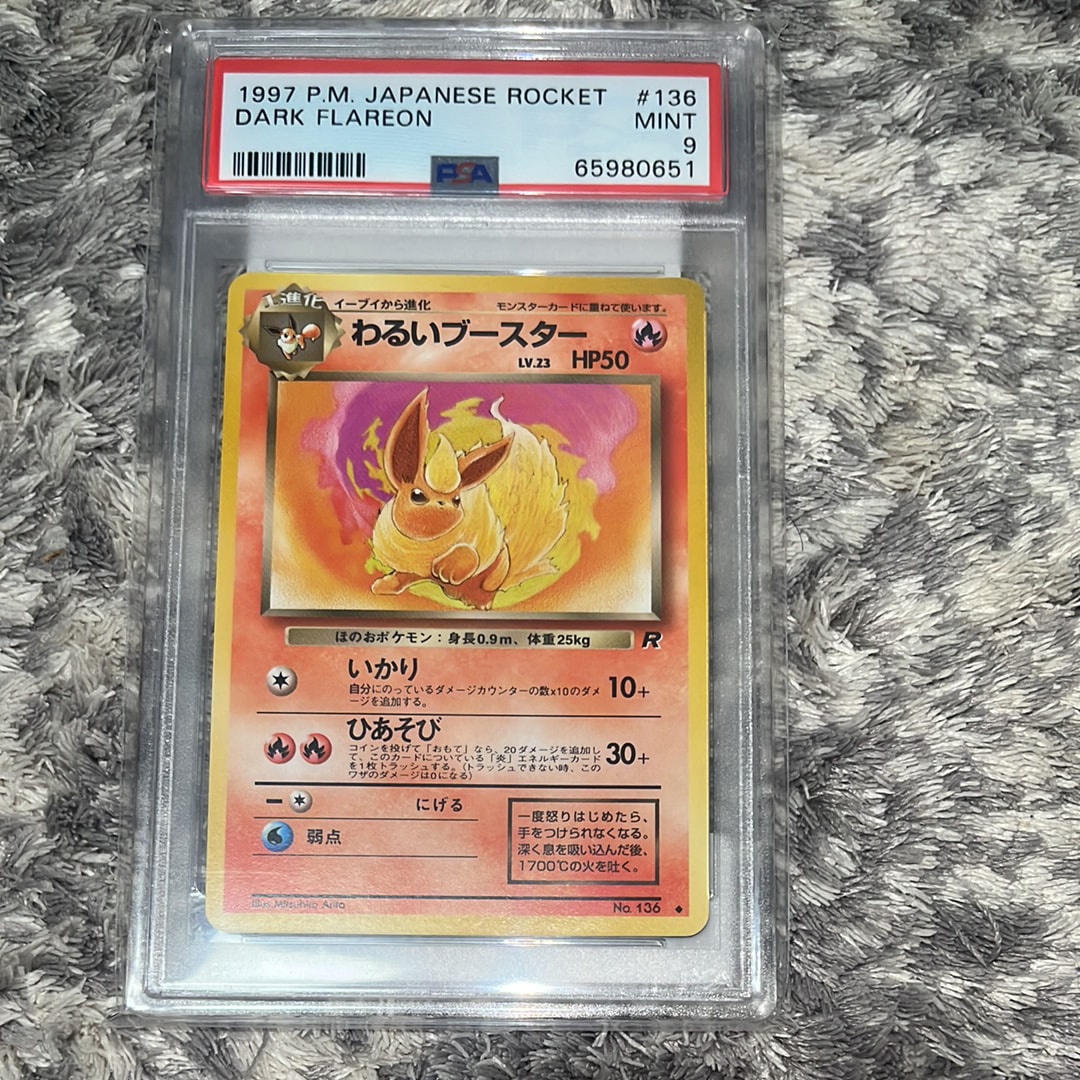 1997 P.M. JAPANESE ROCKET #136
DARK FLAREON MINT
9
PSA 65980651
1進化 イーブイから進化 モンスターカードに重ねて使います。
わるいブースター
LV.23 HP50
ほのおポケモン：身長0.9m、体重25kg R
いかり
自分にのっているダメージカウンターの数x10のダメ
ージを追加する。
10+
ひあそび
コインを投げて「おもて」なら、20ダメージを追加し
て、このカードについている「炎」エネルギーカード
を1枚トラッシュする。(トラッシュできない時、この
ワザのダメージは0になる)
30+
にげる
弱点
一度怒りはじめたら、
手をつけられなくなる。
深く息を吸い込んだ後、
1700℃の火を吐く。
Illus. Mitsuhiro Arita No. 136